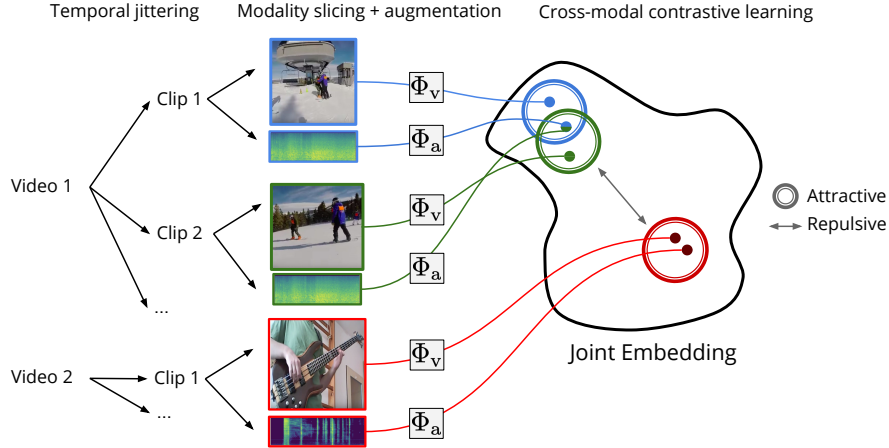 Temporal jittering
Modality slicing + augmentation
Cross-modal contrastive learning
Clip 1
Φv
Φa
Video 1
Clip 2
Φv
Φa
...
Attractive
Repulsive
Video 2
Clip 1
...
Φv
Φa
Joint Embedding